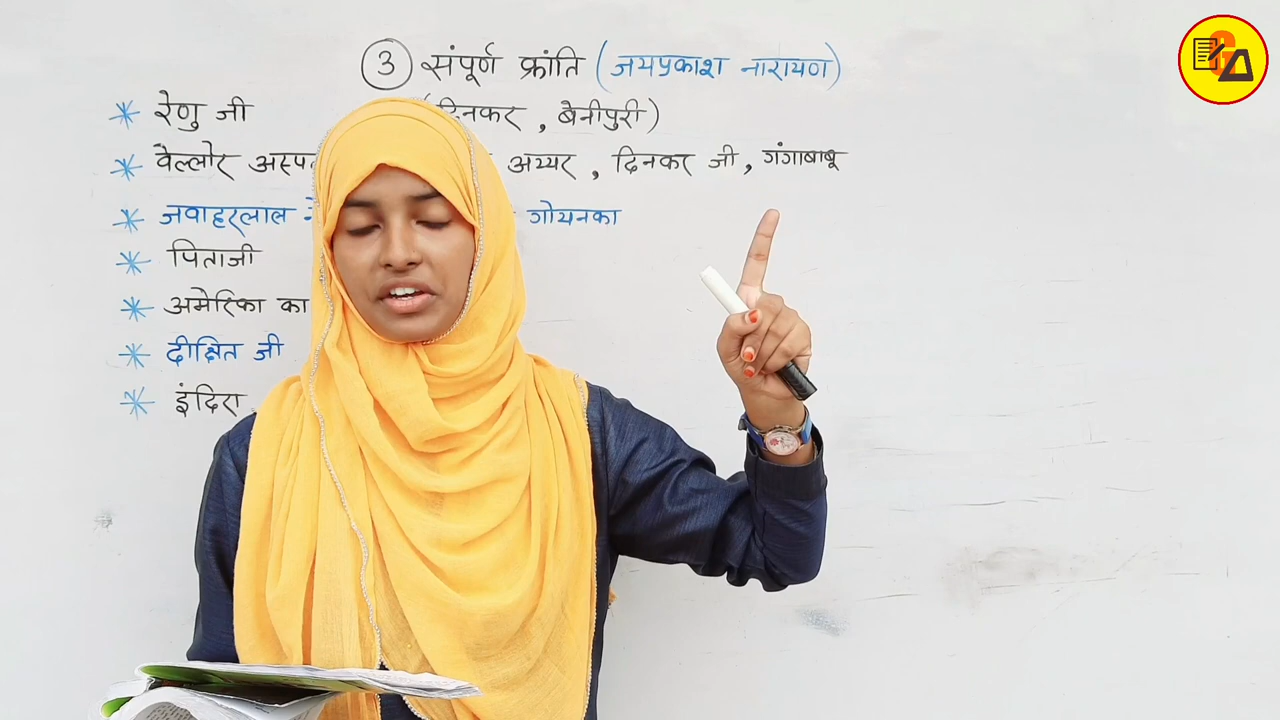 3 संपूर्ण क्रांति (जयप्रकाश नारायण)
* रेणु जी (दिनकर, बेनीपुरी)
* वेल्लोर अय्यर, दिनकर जी, गंगाबाबू
* जवाहरलाल गोयनका
* पिताजी
* अमेरिका का
* दीक्षित जी
* इंदिरा